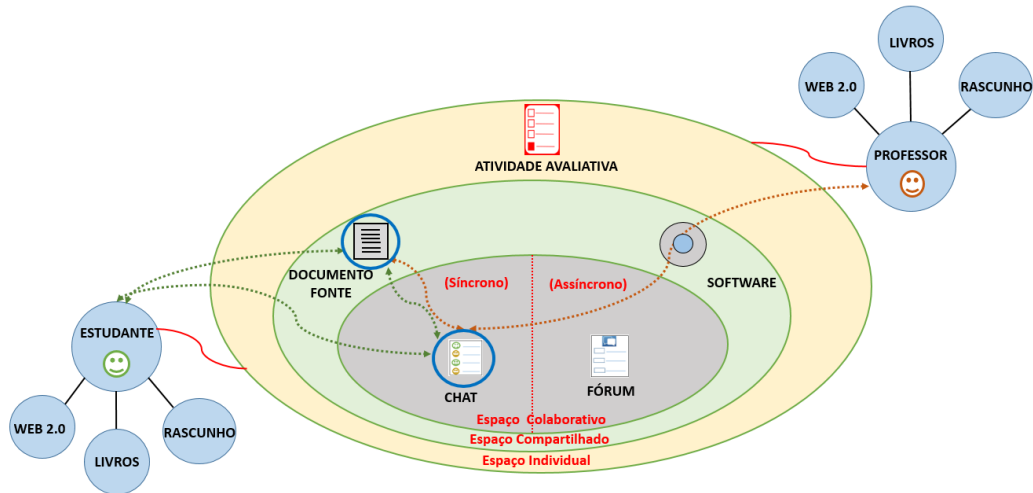 LIVROS
WEB 2.0
RASCUNHO
PROFESSOR
ATIVIDADE AVALIATIVA
DOCUMENTO
FONTE
(Síncrono)
(Assíncrono)
SOFTWARE
ESTUDANTE
CHAT
FÓRUM
Espaço Colaborativo
Espaço Compartilhado
Espaço Individual
WEB 2.0
LIVROS
RASCUNHO